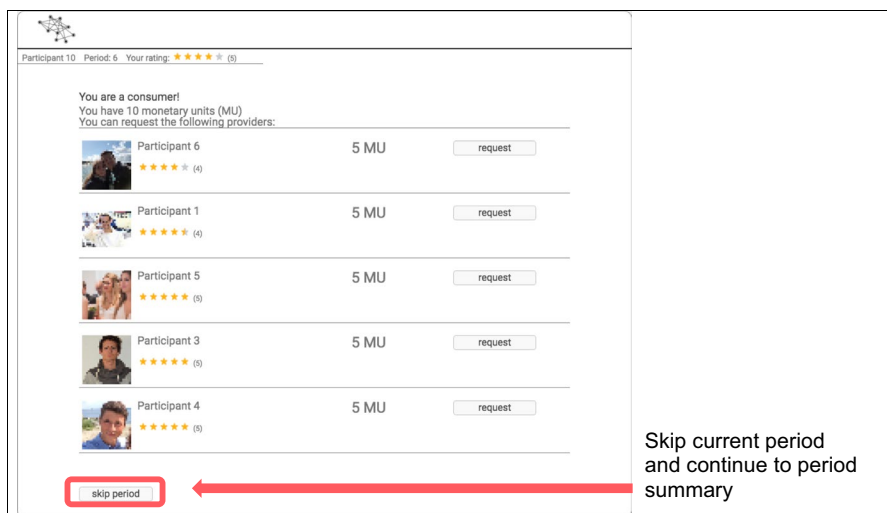 Participant 10 Period: 6 Your rating: ★ ★ ★ ★ ★ (5)
You are a consumer!
You have 10 monetary units (MU)
You can request the following providers:
Participant 6 5 MU request
★ ★ ★ ★ ★ (4)
Participant 1 5 MU request
★ ★ ★ ★ ★ (4)
Participant 5 5 MU request
★ ★ ★ ★ ★ (5)
Participant 3 5 MU request
★ ★ ★ ★ ★ (5)
Participant 4 5 MU request
★ ★ ★ ★ ★ (5)
skip period
Skip current period
and continue to period
summary